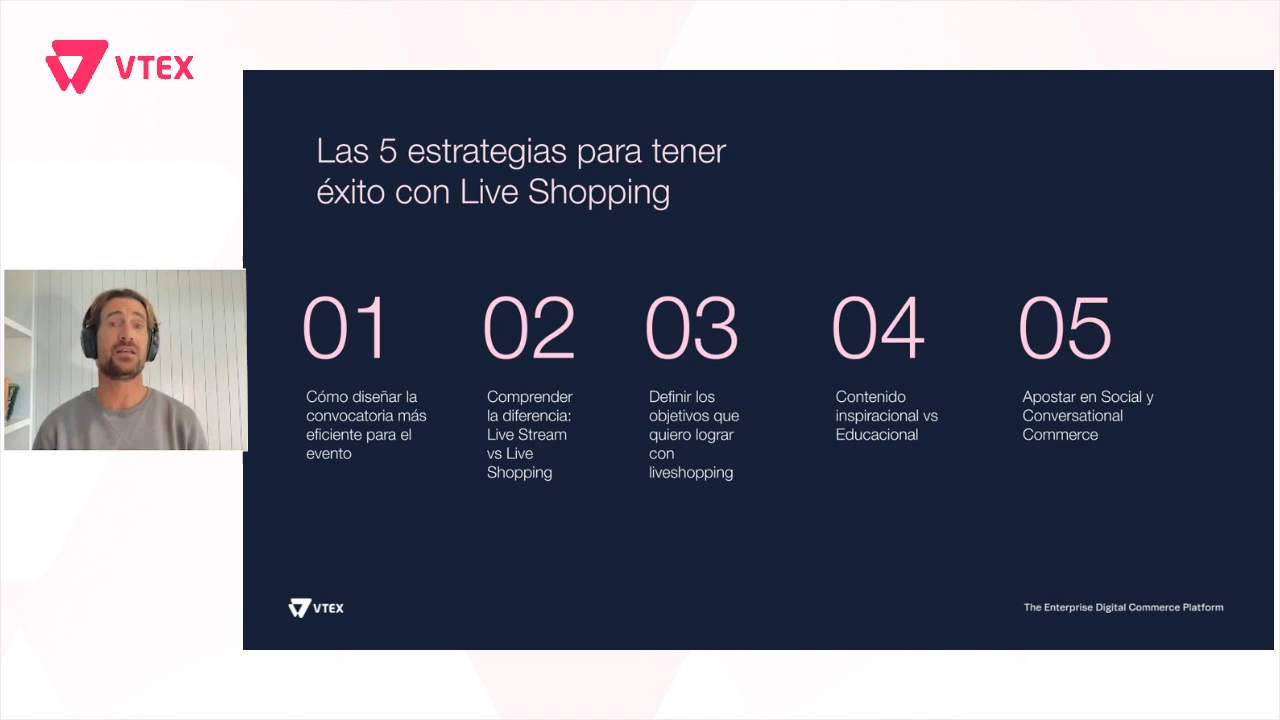 VTEX
Las 5 estrategias para tener
éxito con Live Shopping
01
Cómo diseñar la
convocatoria más
eficiente para el
evento
02
Comprender
la diferencia:
Live Stream
vs Live
Shopping
03
Definir los
objetivos que
quiero lograr
con
liveshopping
04
Contenido
inspiracional vs
Educacional
05
Apostar en Social y
Conversational
Commerce
VTEX
The Enterprise Digital Commerce Platform